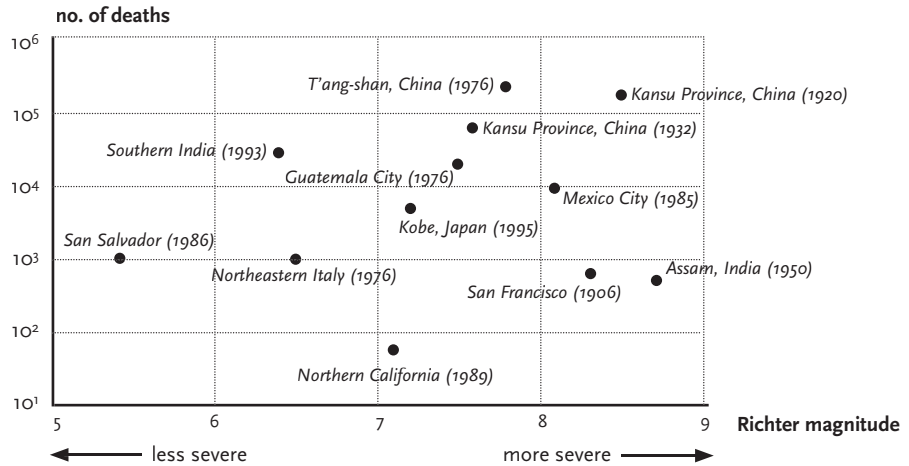 no. of deaths
10⁶
T'ang-shan, China (1976)
Kansu Province, China (1920)
10⁵
Kansu Province, China (1932)
Southern India (1993)
Guatemala City (1976)
10⁴
Mexico City (1985)
Kobe, Japan (1995)
San Salvador (1986)
10³
Northeastern Italy (1976)
Assam, India (1950)
San Francisco (1906)
10²
Northern California (1989)
10¹
5 6 7 8 9
Richter magnitude
less severe
more severe